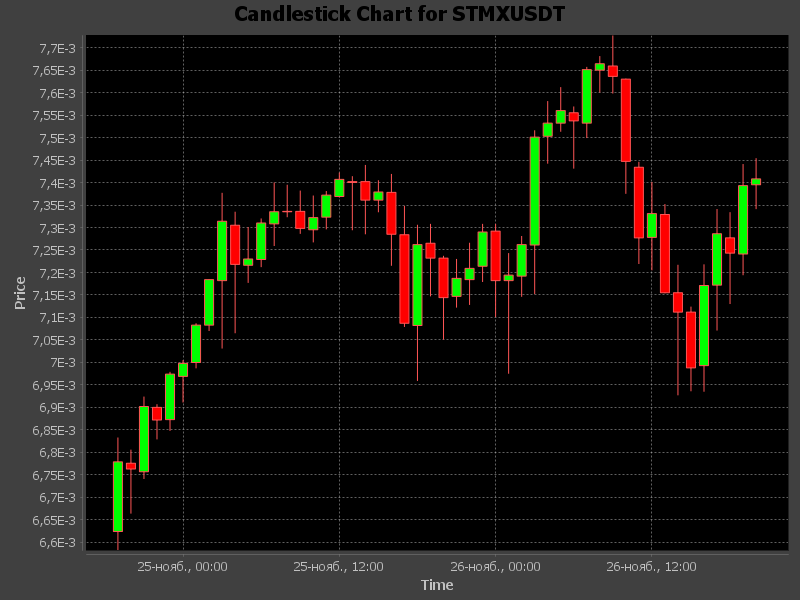 Candlestick Chart for STMXUSDT
7,7E-3
7,65E-3
7,6E-3
7,55E-3
7,5E-3
7,45E-3
7,4E-3
7,35E-3
7,3E-3
7,25E-3
7,2E-3
7,15E-3
7,1E-3
7,05E-3
7E-3
6,95E-3
6,9E-3
6,85E-3
6,8E-3
6,75E-3
6,7E-3
6,65E-3
6,6E-3
Price
25-нояб., 00:00 25-нояб., 12:00 26-нояб., 00:00 26-нояб., 12:00
Time